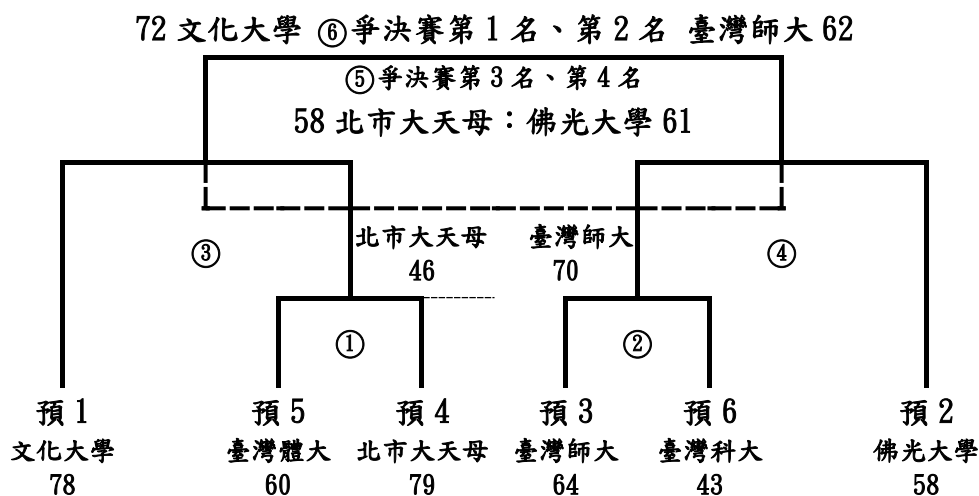 72 文化大學 ⑥爭決賽第 1 名、第 2 名 臺灣師大 62
⑤爭決賽第 3 名、第 4 名
58 北市大天母：佛光大學 61
③ 北市大天母 臺灣師大 ④
46 70
① ②
預 1 預 5 預 4 預 3 預 6 預 2
文化大學 臺灣體大 北市大天母 臺灣師大 臺灣科大 佛光大學
78 60 79 64 43 58